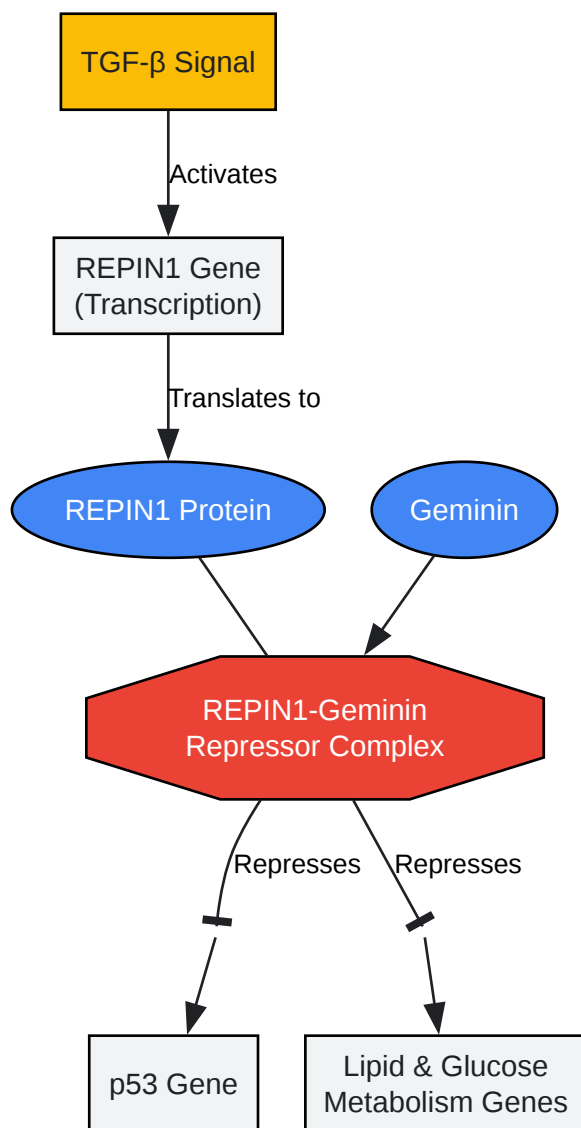 TGF-β Signal
Activates
REPIN1 Gene
(Transcription)
Translates to
REPIN1 Protein
Geminin
REPIN1-Geminin
Repressor Complex
Represses
Represses
p53 Gene
Lipid & Glucose
Metabolism Genes